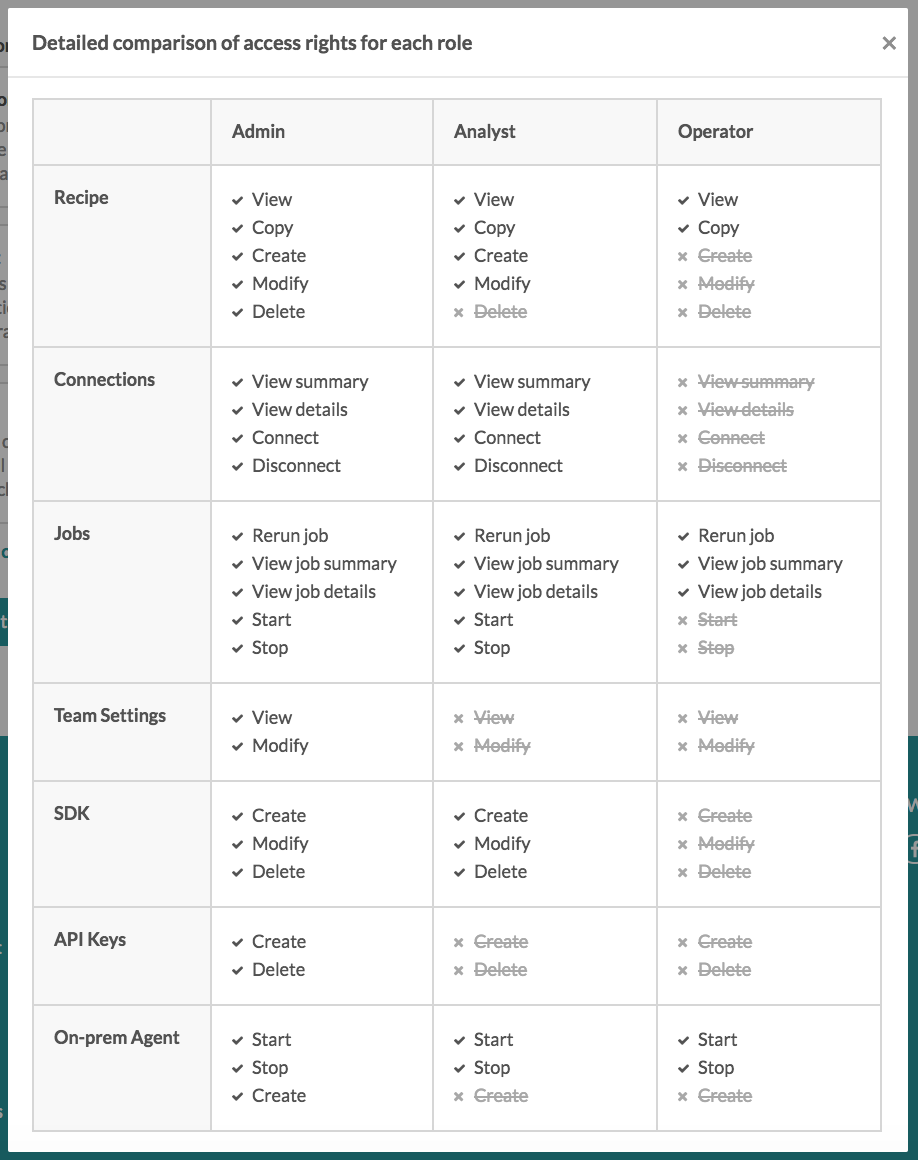 Detailed comparison of access rights for each role ×
Admin Analyst Operator
Recipe
View View View
Copy Copy Copy
Create Create Create
Modify Modify Modify
Delete Delete Delete
Connections
View summary View summary View summary
View details View details View details
Connect Connect Connect
Disconnect Disconnect Disconnect
Jobs
Rerun job Rerun job Rerun job
View job summary View job summary View job summary
View job details View job details View job details
Start Start Start
Stop Stop Stop
Team Settings
View View View
Modify Modify Modify
SDK
Create Create Create
Modify Modify Modify
Delete Delete Delete
API Keys
Create Create Create
Delete Delete Delete
On-prem Agent
Start Start Start
Stop Stop Stop
Create Create Create